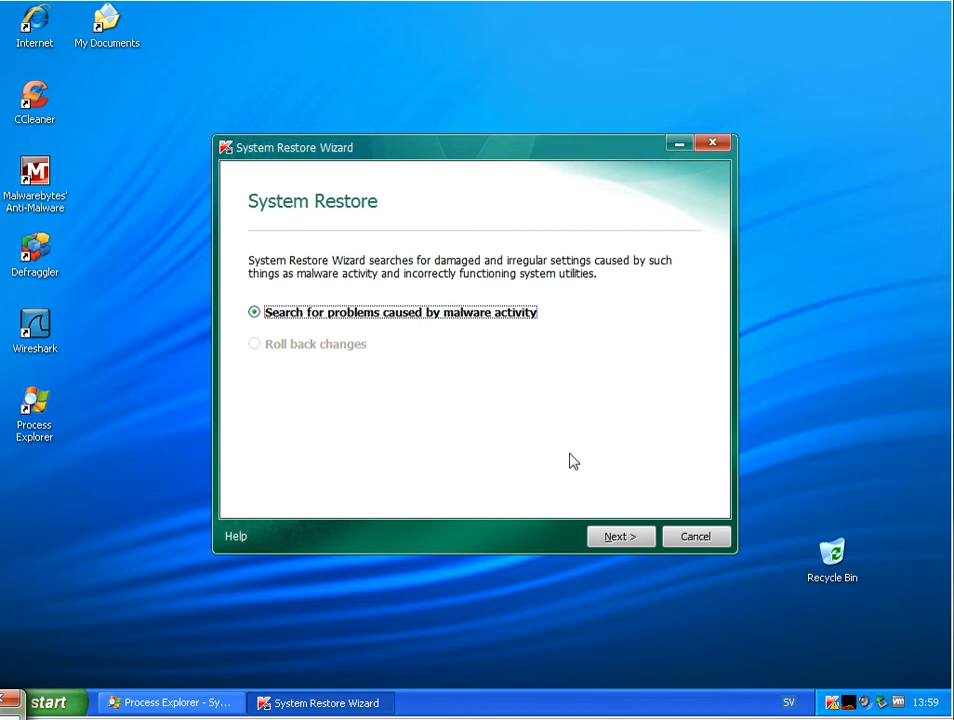 Internet
My Documents
CCleaner
Malwarebytes'
Anti-Malware
Defraggler
Wireshark
Process
Explorer
System Restore Wizard
System Restore
System Restore Wizard searches for damaged and irregular settings caused by such
things as malware activity and incorrectly functioning system utilities.
Search for problems caused by malware activity
Roll back changes
Help
Next >
Cancel
Recycle Bin
start
Process Explorer - Sy...
System Restore Wizard
SV
13:59